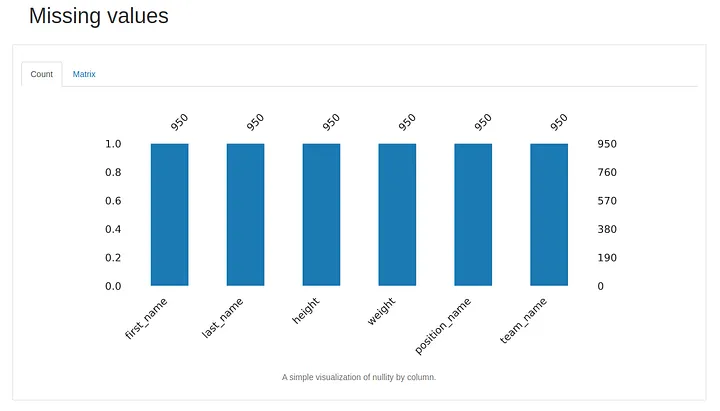 Missing values
Count Matrix
950 950 950 950 950 950
1.0 950
0.8 760
0.6 570
0.4 380
0.2 190
0.0 0
first_name last_name height weight position_name team_name
A simple visualization of nullity by column.